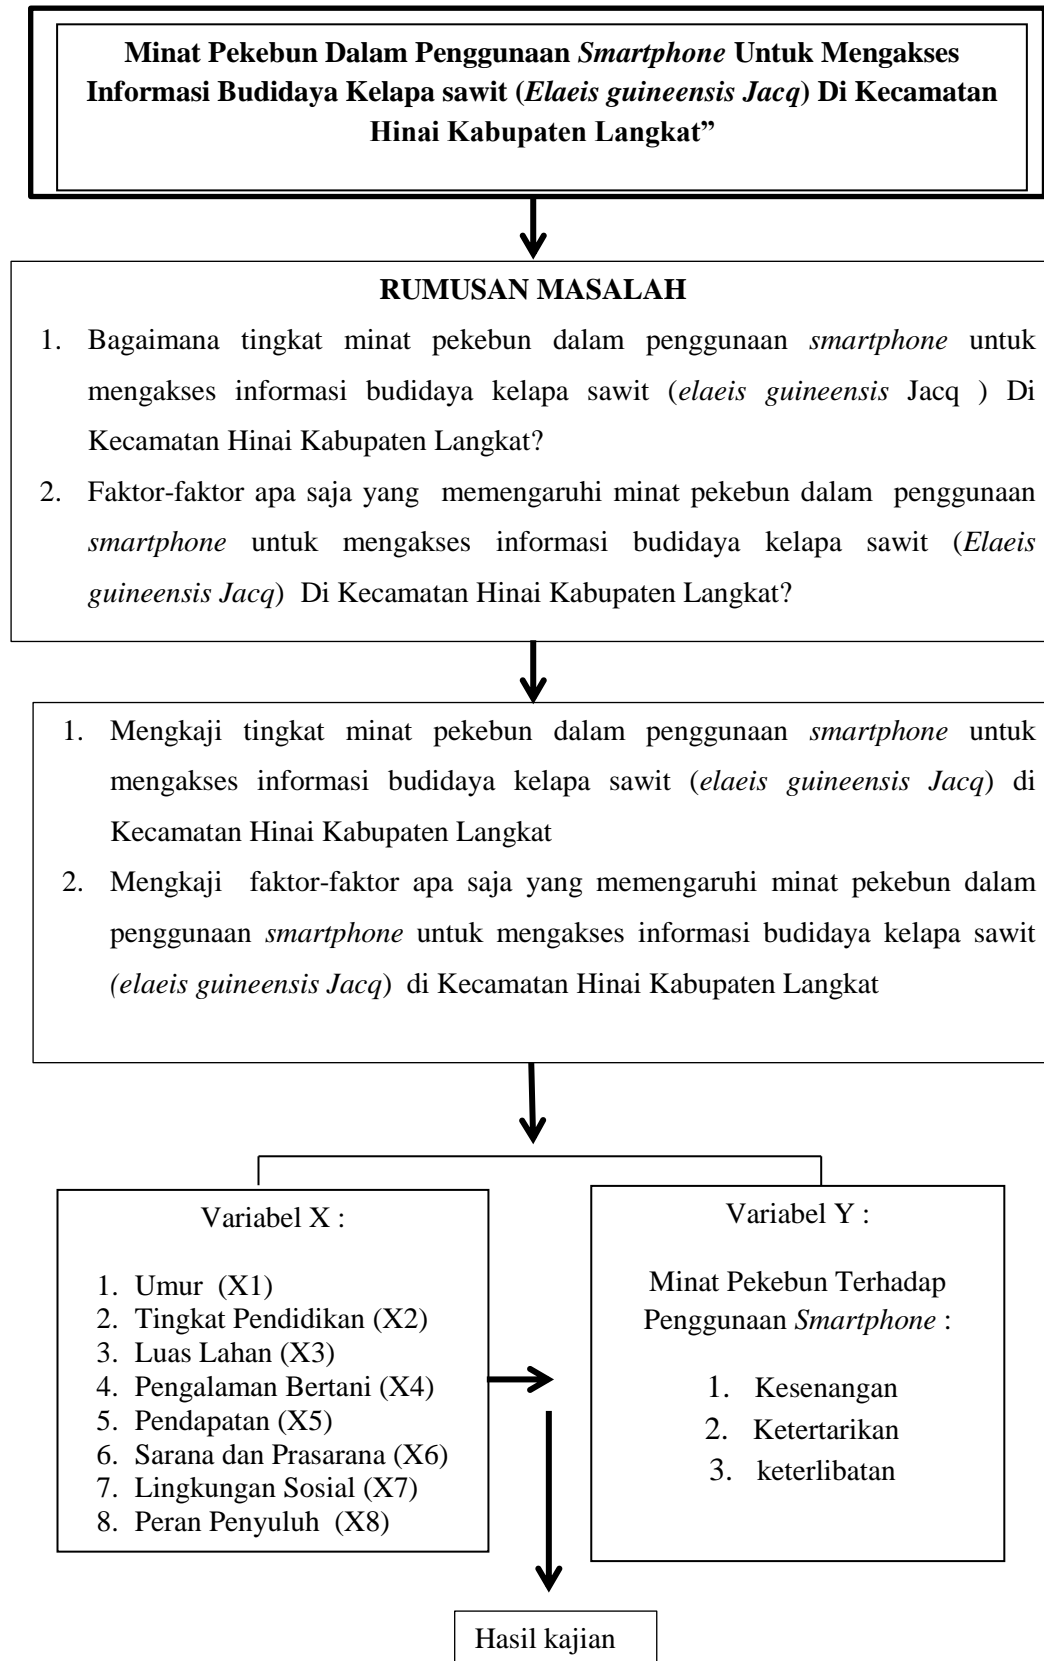 Minat Pekebun Dalam Penggunaan Smartphone Untuk Mengakses
Informasi Budidaya Kelapa sawit (Elaeis guineensis Jacq) Di Kecamatan
Hinai Kabupaten Langkat”
RUMUSAN MASALAH
1. Bagaimana tingkat minat pekebun dalam penggunaan smartphone untuk
mengakses informasi budidaya kelapa sawit (elaeis guineensis Jacq ) Di
Kecamatan Hinai Kabupaten Langkat?
2. Faktor-faktor apa saja yang memengaruhi minat pekebun dalam penggunaan
smartphone untuk mengakses informasi budidaya kelapa sawit (Elaeis
guineensis Jacq) Di Kecamatan Hinai Kabupaten Langkat?
1. Mengkaji tingkat minat pekebun dalam penggunaan smartphone untuk
mengakses informasi budidaya kelapa sawit (elaeis guineensis Jacq) di
Kecamatan Hinai Kabupaten Langkat
2. Mengkaji faktor-faktor apa saja yang memengaruhi minat pekebun dalam
penggunaan smartphone untuk mengakses informasi budidaya kelapa sawit
(elaeis guineensis Jacq) di Kecamatan Hinai Kabupaten Langkat
Variabel X :
1. Umur (X1)
2. Tingkat Pendidikan (X2)
3. Luas Lahan (X3)
4. Pengalaman Bertani (X4)
5. Pendapatan (X5)
6. Sarana dan Prasarana (X6)
7. Lingkungan Sosial (X7)
8. Peran Penyuluh (X8)
Variabel Y :
Minat Pekebun Terhadap
Penggunaan Smartphone :
1. Kesenangan
2. Ketertarikan
3. keterlibatan
Hasil kajian